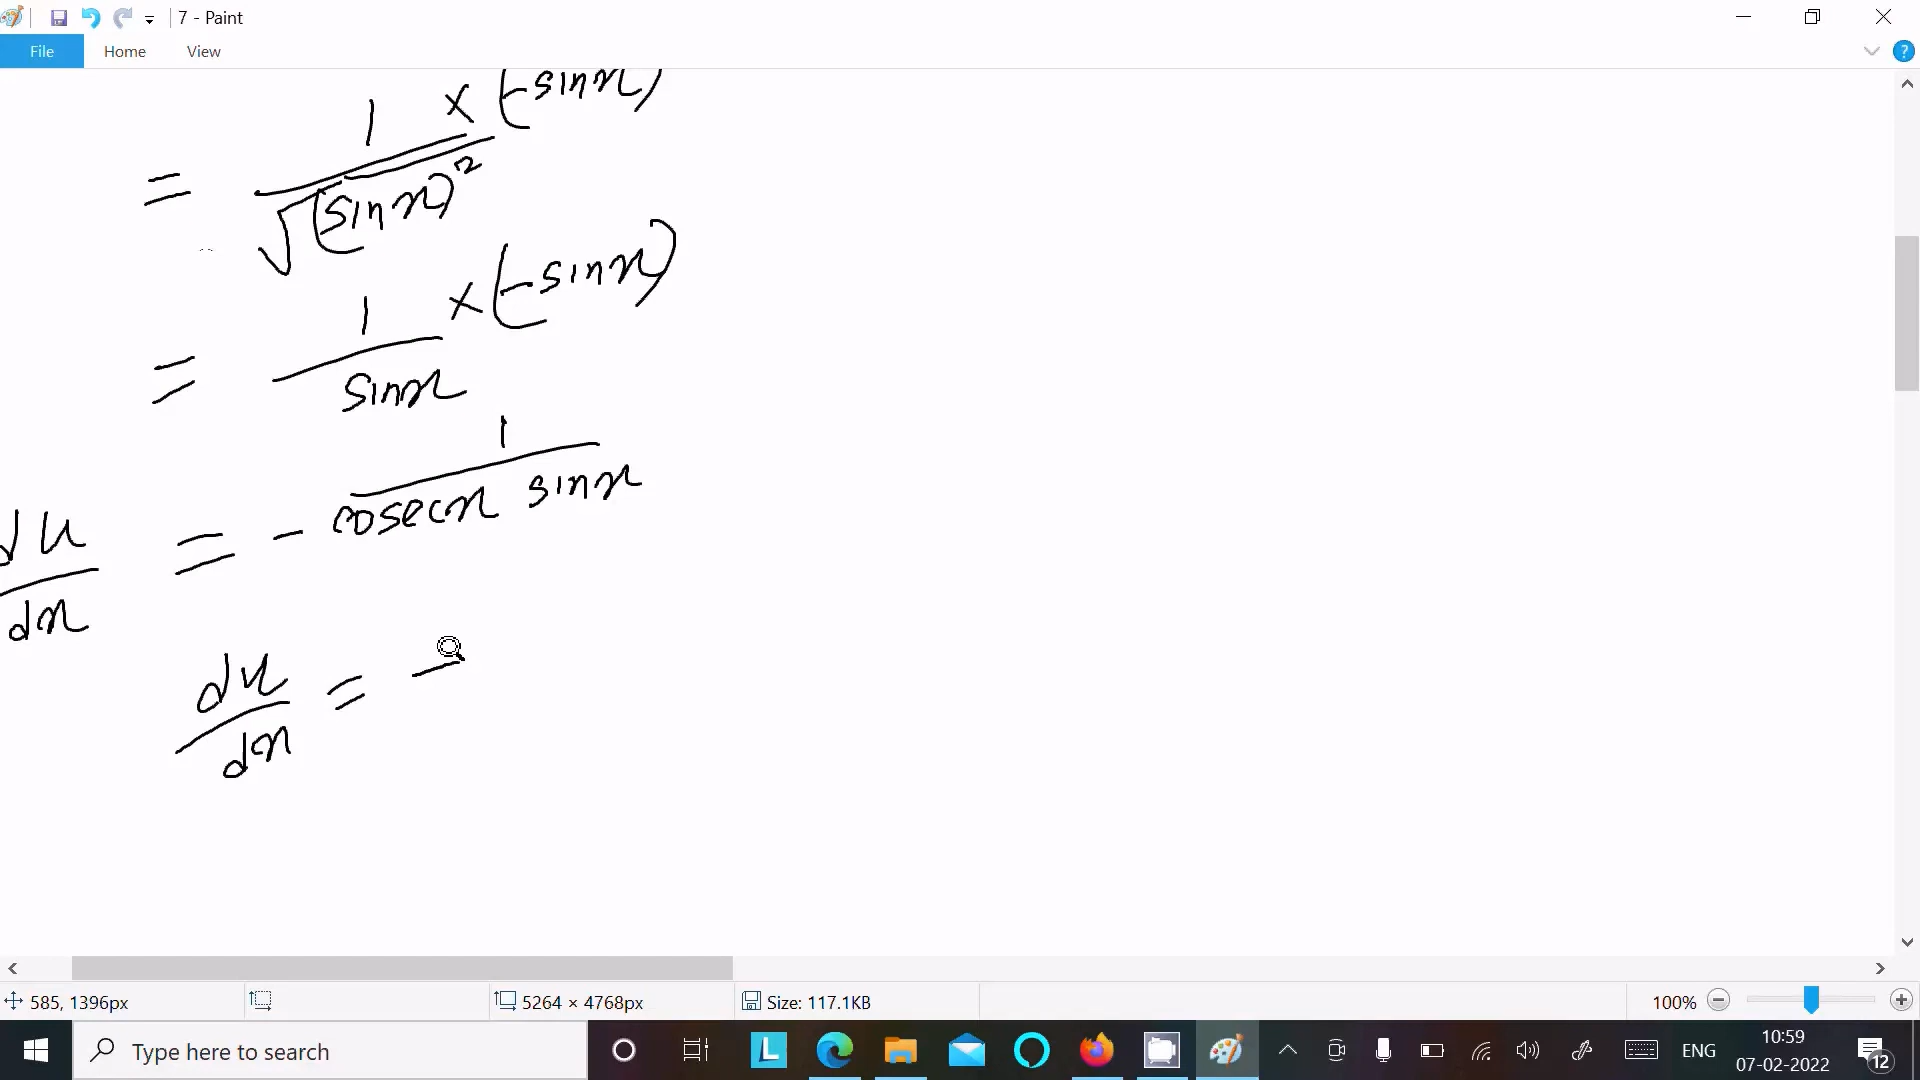 7 - Paint
File Home View
= 1/√(sinx)² × (-sinx)
= 1/sinx × (-sinx)
du/dx = - 1/cosecx sinx
du/dx = -
585, 1396px 5264 × 4768px Size: 117.1KB 100%
Type here to search L ENG 10:59
07-02-2022 12